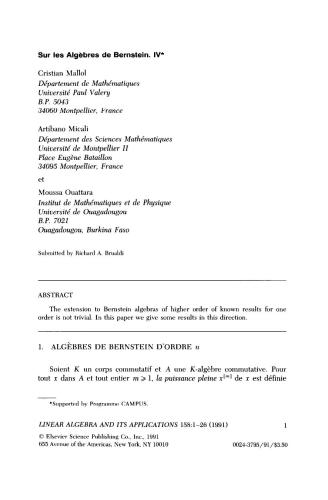 Sur les Algèbres de Bernstein. IV*
Cristian Mallol
Département de Mathématiques
Université Paul Valery
B.P. 5043
34060 Montpellier, France
Artibano Micali
Département des Sciences Mathématiques
Université de Montpellier II
Place Eugène Bataillon
34095 Montpellier, France
et
Moussa Ouattara
Institut de Mathématiques et de Physique
Université de Ouagadougou
B.P. 7021
Ouagadougou, Burkina Faso
Submitted by Richard A. Brualdi
ABSTRACT
The extension to Bernstein algebras of higher order of known results for one
order is not trivial. In this paper we give some results in this direction.
1. ALGÈBRES DE BERNSTEIN D'ORDRE n
Soient K un corps commutatif et A une K-algèbre commutative. Pour
tout x dans A et tout entier m ⩾ 1, la puissance pleine x[m] de x est définie
*Supported by Programme CAMPUS.
LINEAR ALGEBRA AND ITS APPLICATIONS 158:1-26 (1991) 1
© Elsevier Science Publishing Co., Inc., 1991
655 Avenue of the Americas, New York, NY 10010 0024-3795/91/$3.50